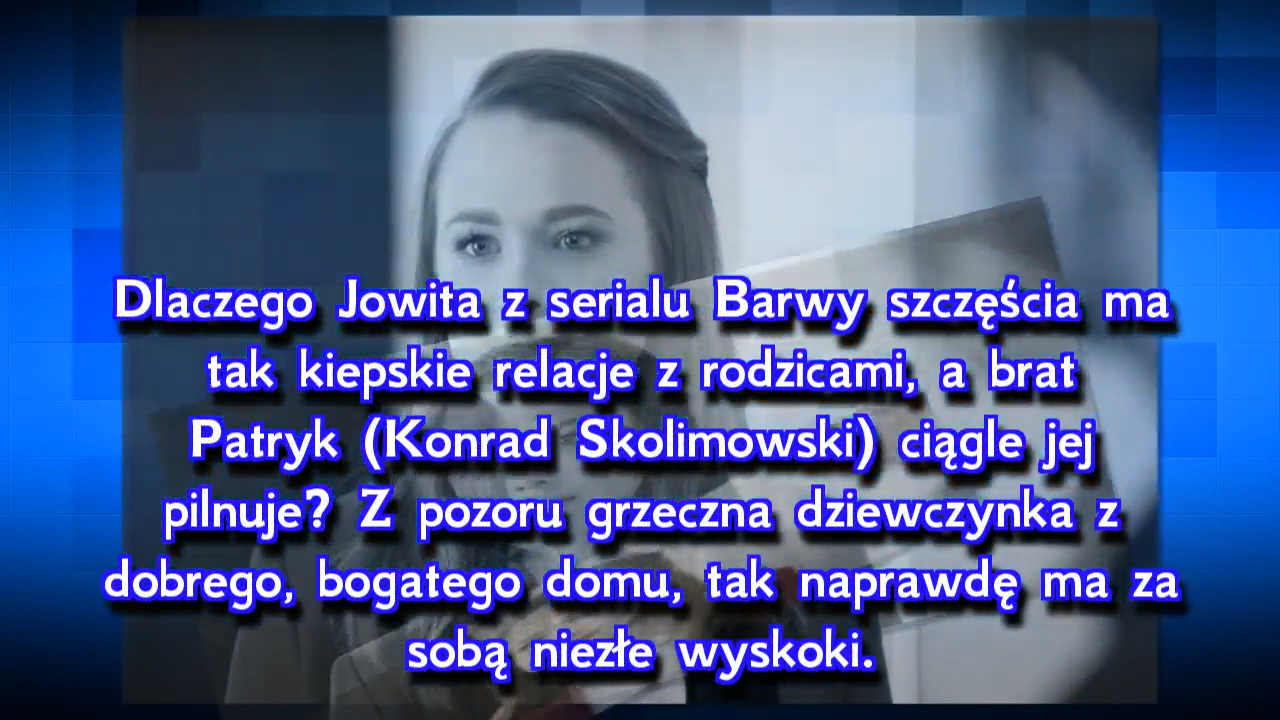 Dlaczego Jowita z serialu Barwy szczęścia ma
tak kiepskie relacje z rodzicami, a brat
Patryk (Konrad Skolimowski) ciągle jej
pilnuje? Z pozoru grzeczna dziewczynka z
dobrego, bogatego domu, tak naprawdę ma za
sobą niezłe wyskoki.